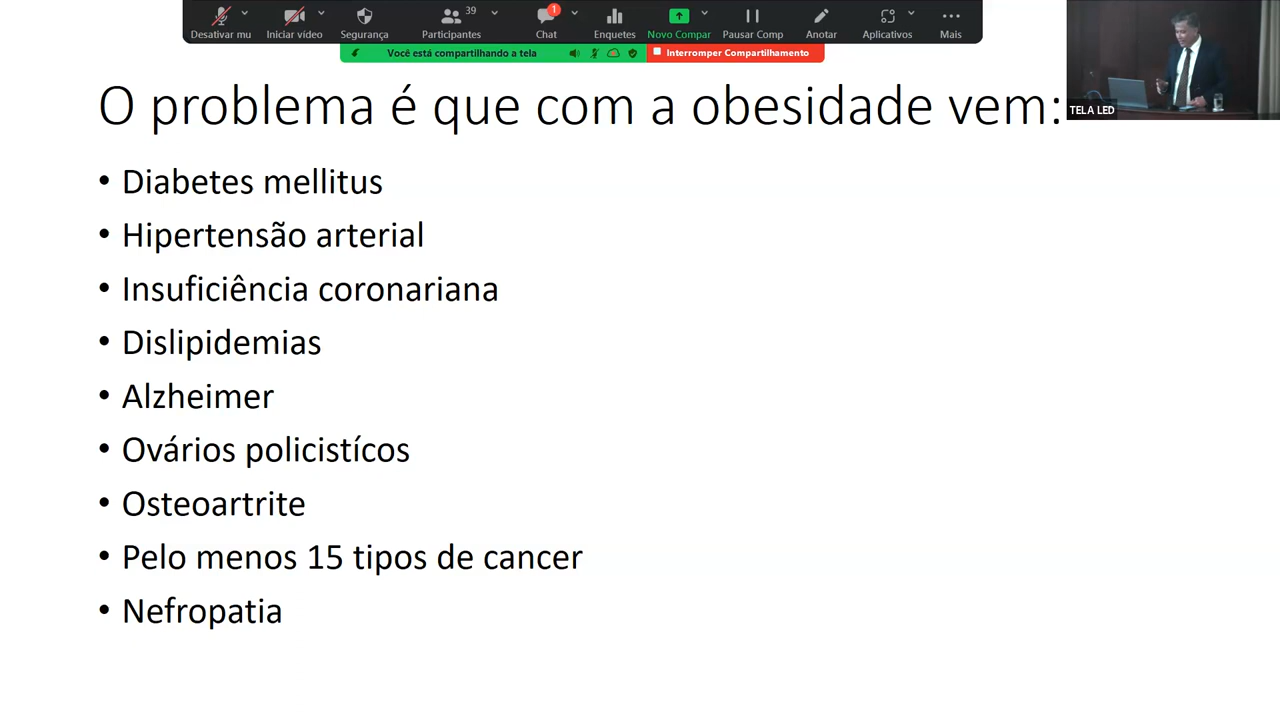 Desativar mu
Iniciar vídeo
Segurança
39
Participantes
1
Chat
Enquetes
Novo Compar
Pausar Comp
Anotar
Aplicativos
Mais
Você está compartilhando a tela
Interromper Compartilhamento
TELA LED
O problema é que com a obesidade vem:
• Diabetes mellitus
• Hipertensão arterial
• Insuficiência coronariana
• Dislipidemias
• Alzheimer
• Ovários policistícos
• Osteoartrite
• Pelo menos 15 tipos de cancer
• Nefropatia